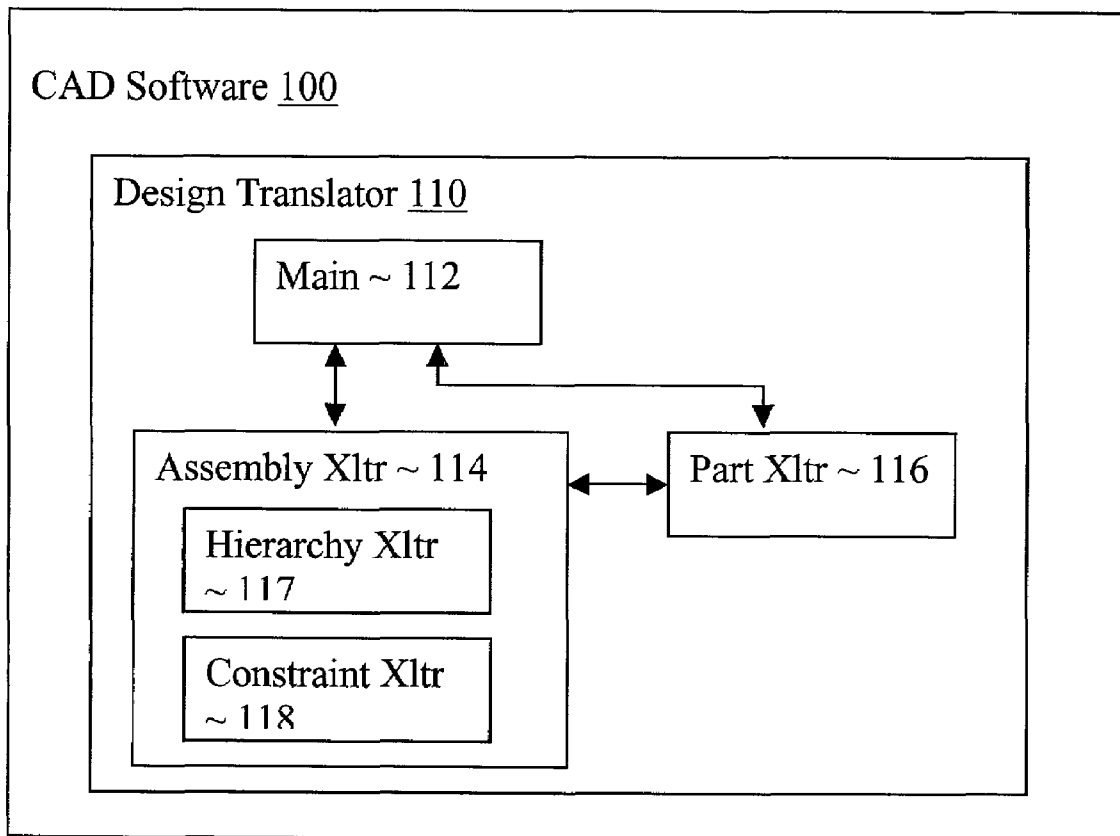 CAD Software 100
Design Translator 110
Main ~ 112
Assembly Xltr ~ 114
Part Xltr ~ 116
Hierarchy Xltr
~ 117
Constraint Xltr
~ 118